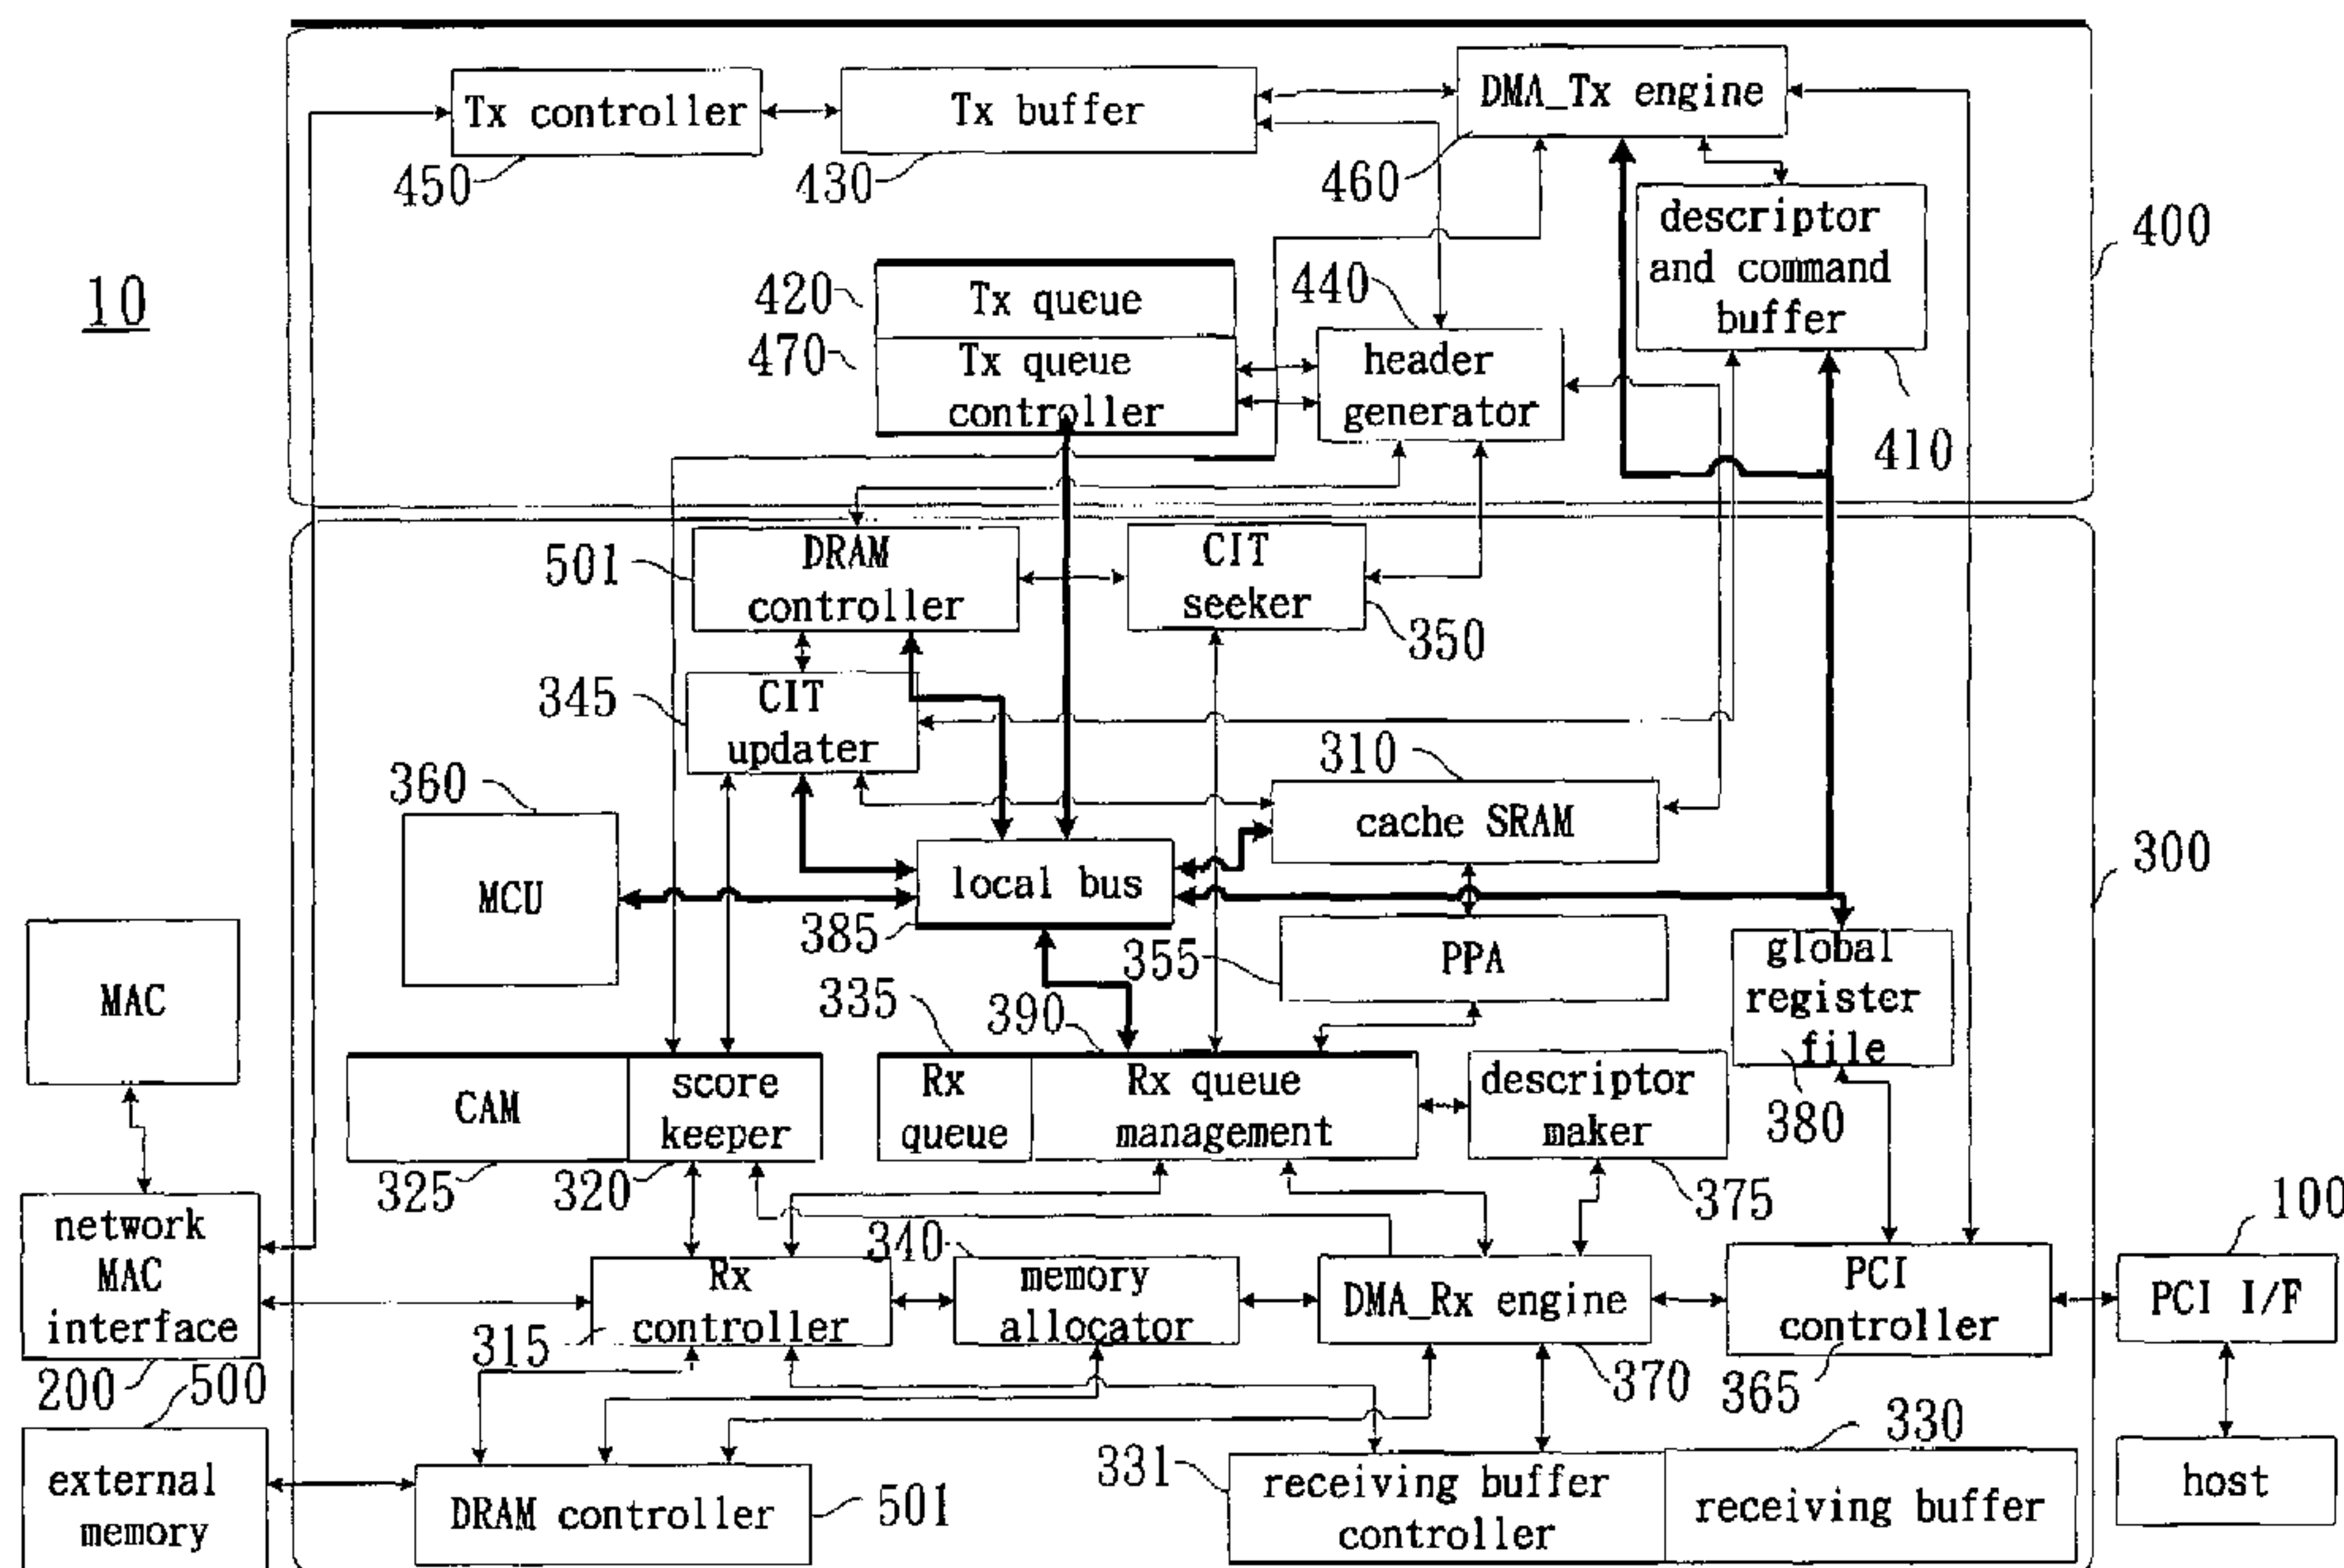 Tx controller
450
Tx buffer
430
DMA_Tx engine
460
descriptor
and command
buffer
410
400
10
420
Tx queue
470
Tx queue
controller
440
header
generator
501
DRAM
controller
CIT
seeker
350
345
CIT
updater
310
cache SRAM
360
MCU
local bus
385
300
355
PPA
global
register
file
380
MAC
335
390
CAM
325
score
keeper
320
Rx
queue
Rx queue
management
descriptor
maker
375
network
MAC
interface
200
340
Rx
controller
315
memory
allocator
DMA_Rx engine
370
PCI
controller
365
100
PCI I/F
500
external
memory
DRAM controller
501
331
receiving buffer
controller
330
receiving buffer
host